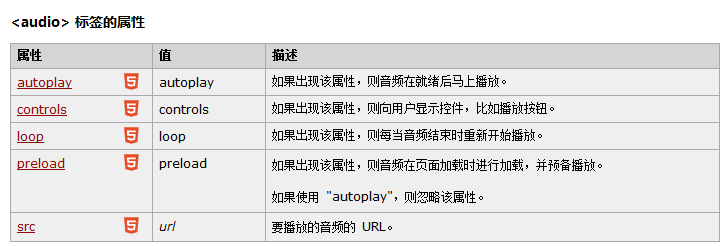 <audio> 标签的属性
属性 值 描述
autoplay autoplay 如果出现该属性，则音频在就绪后马上播放。
controls controls 如果出现该属性，则向用户显示控件，比如播放按钮。
loop loop 如果出现该属性，则每当音频结束时重新开始播放。
preload preload 如果出现该属性，则音频在页面加载时进行加载，并预备播放。
如果使用 "autoplay"，则忽略该属性。
src url 要播放的音频的 URL。